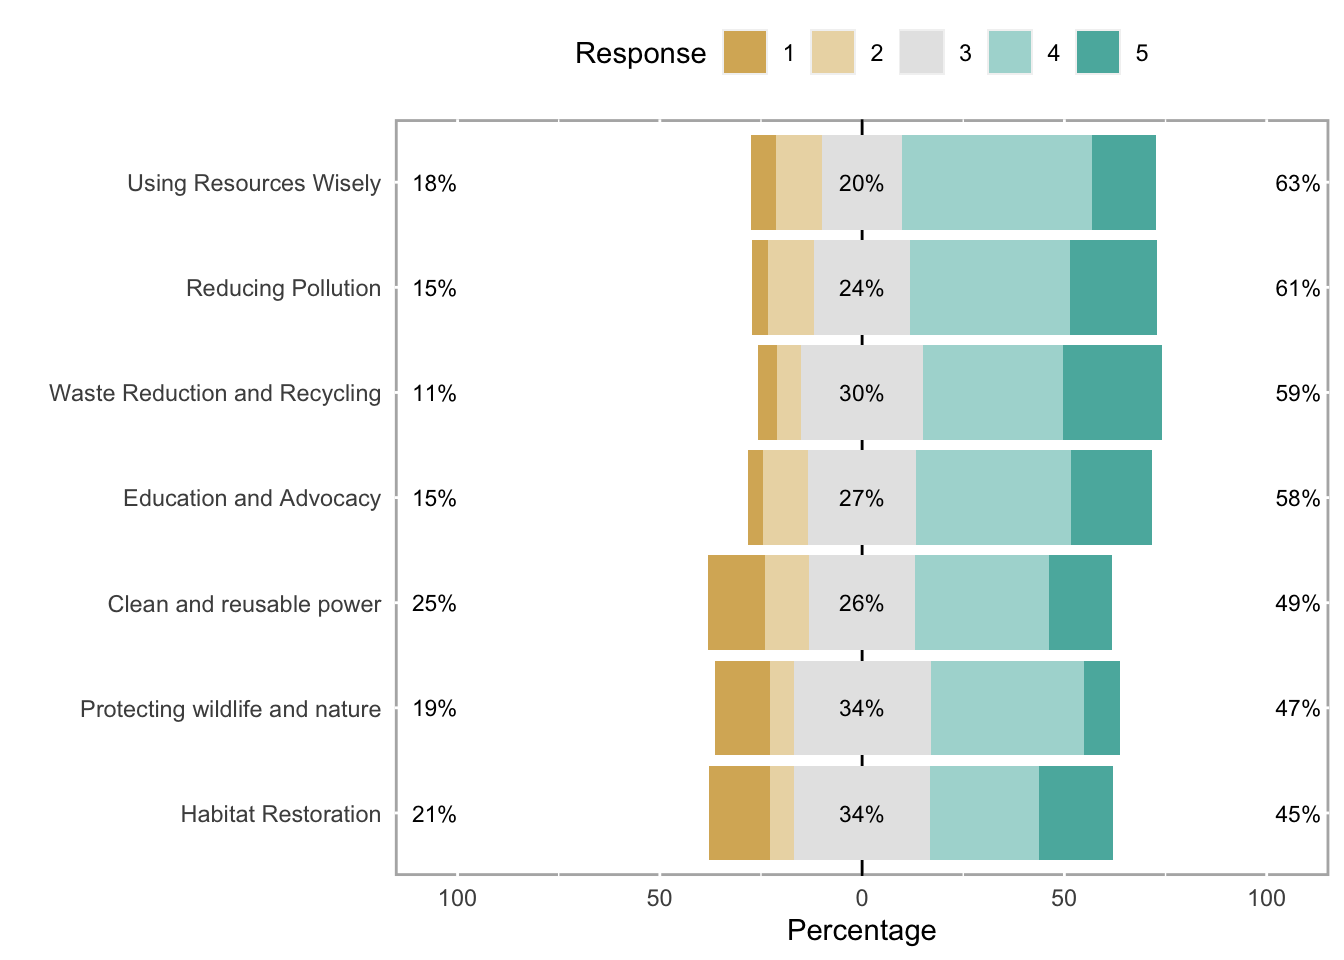 Response 1 2 3 4 5
Using Resources Wisely 18% 20% 63%
Reducing Pollution 15% 24% 61%
Waste Reduction and Recycling 11% 30% 59%
Education and Advocacy 15% 27% 58%
Clean and reusable power 25% 26% 49%
Protecting wildlife and nature 19% 34% 47%
Habitat Restoration 21% 34% 45%
100 50 0 50 100
Percentage